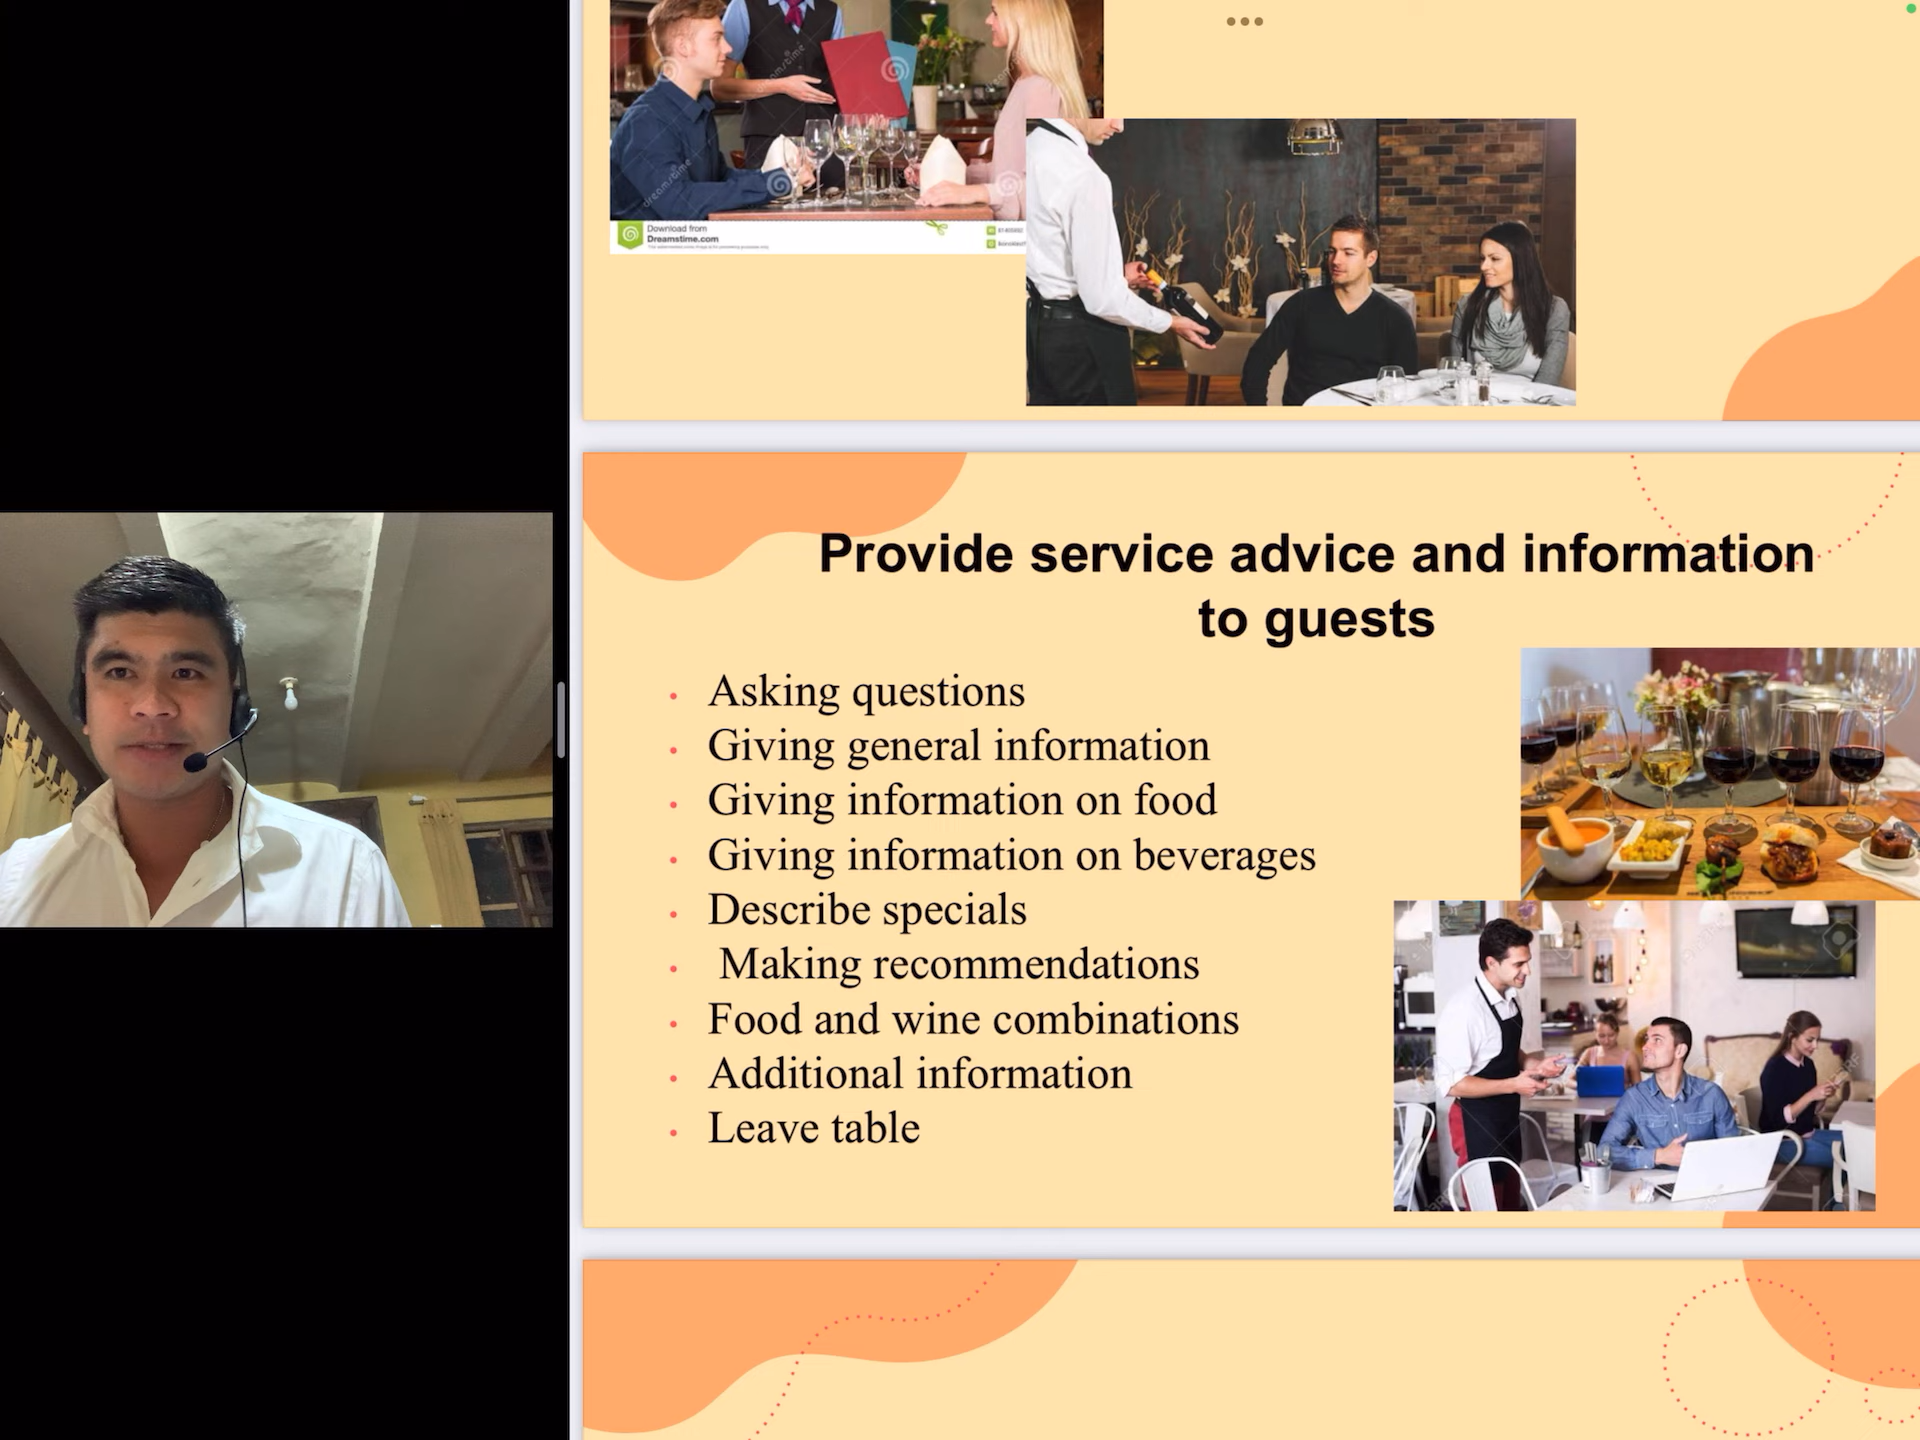 Download from
Dreamstime.com
Provide service advice and information
to guests
• Asking questions
• Giving general information
• Giving information on food
• Giving information on beverages
• Describe specials
• Making recommendations
• Food and wine combinations
• Additional information
• Leave table